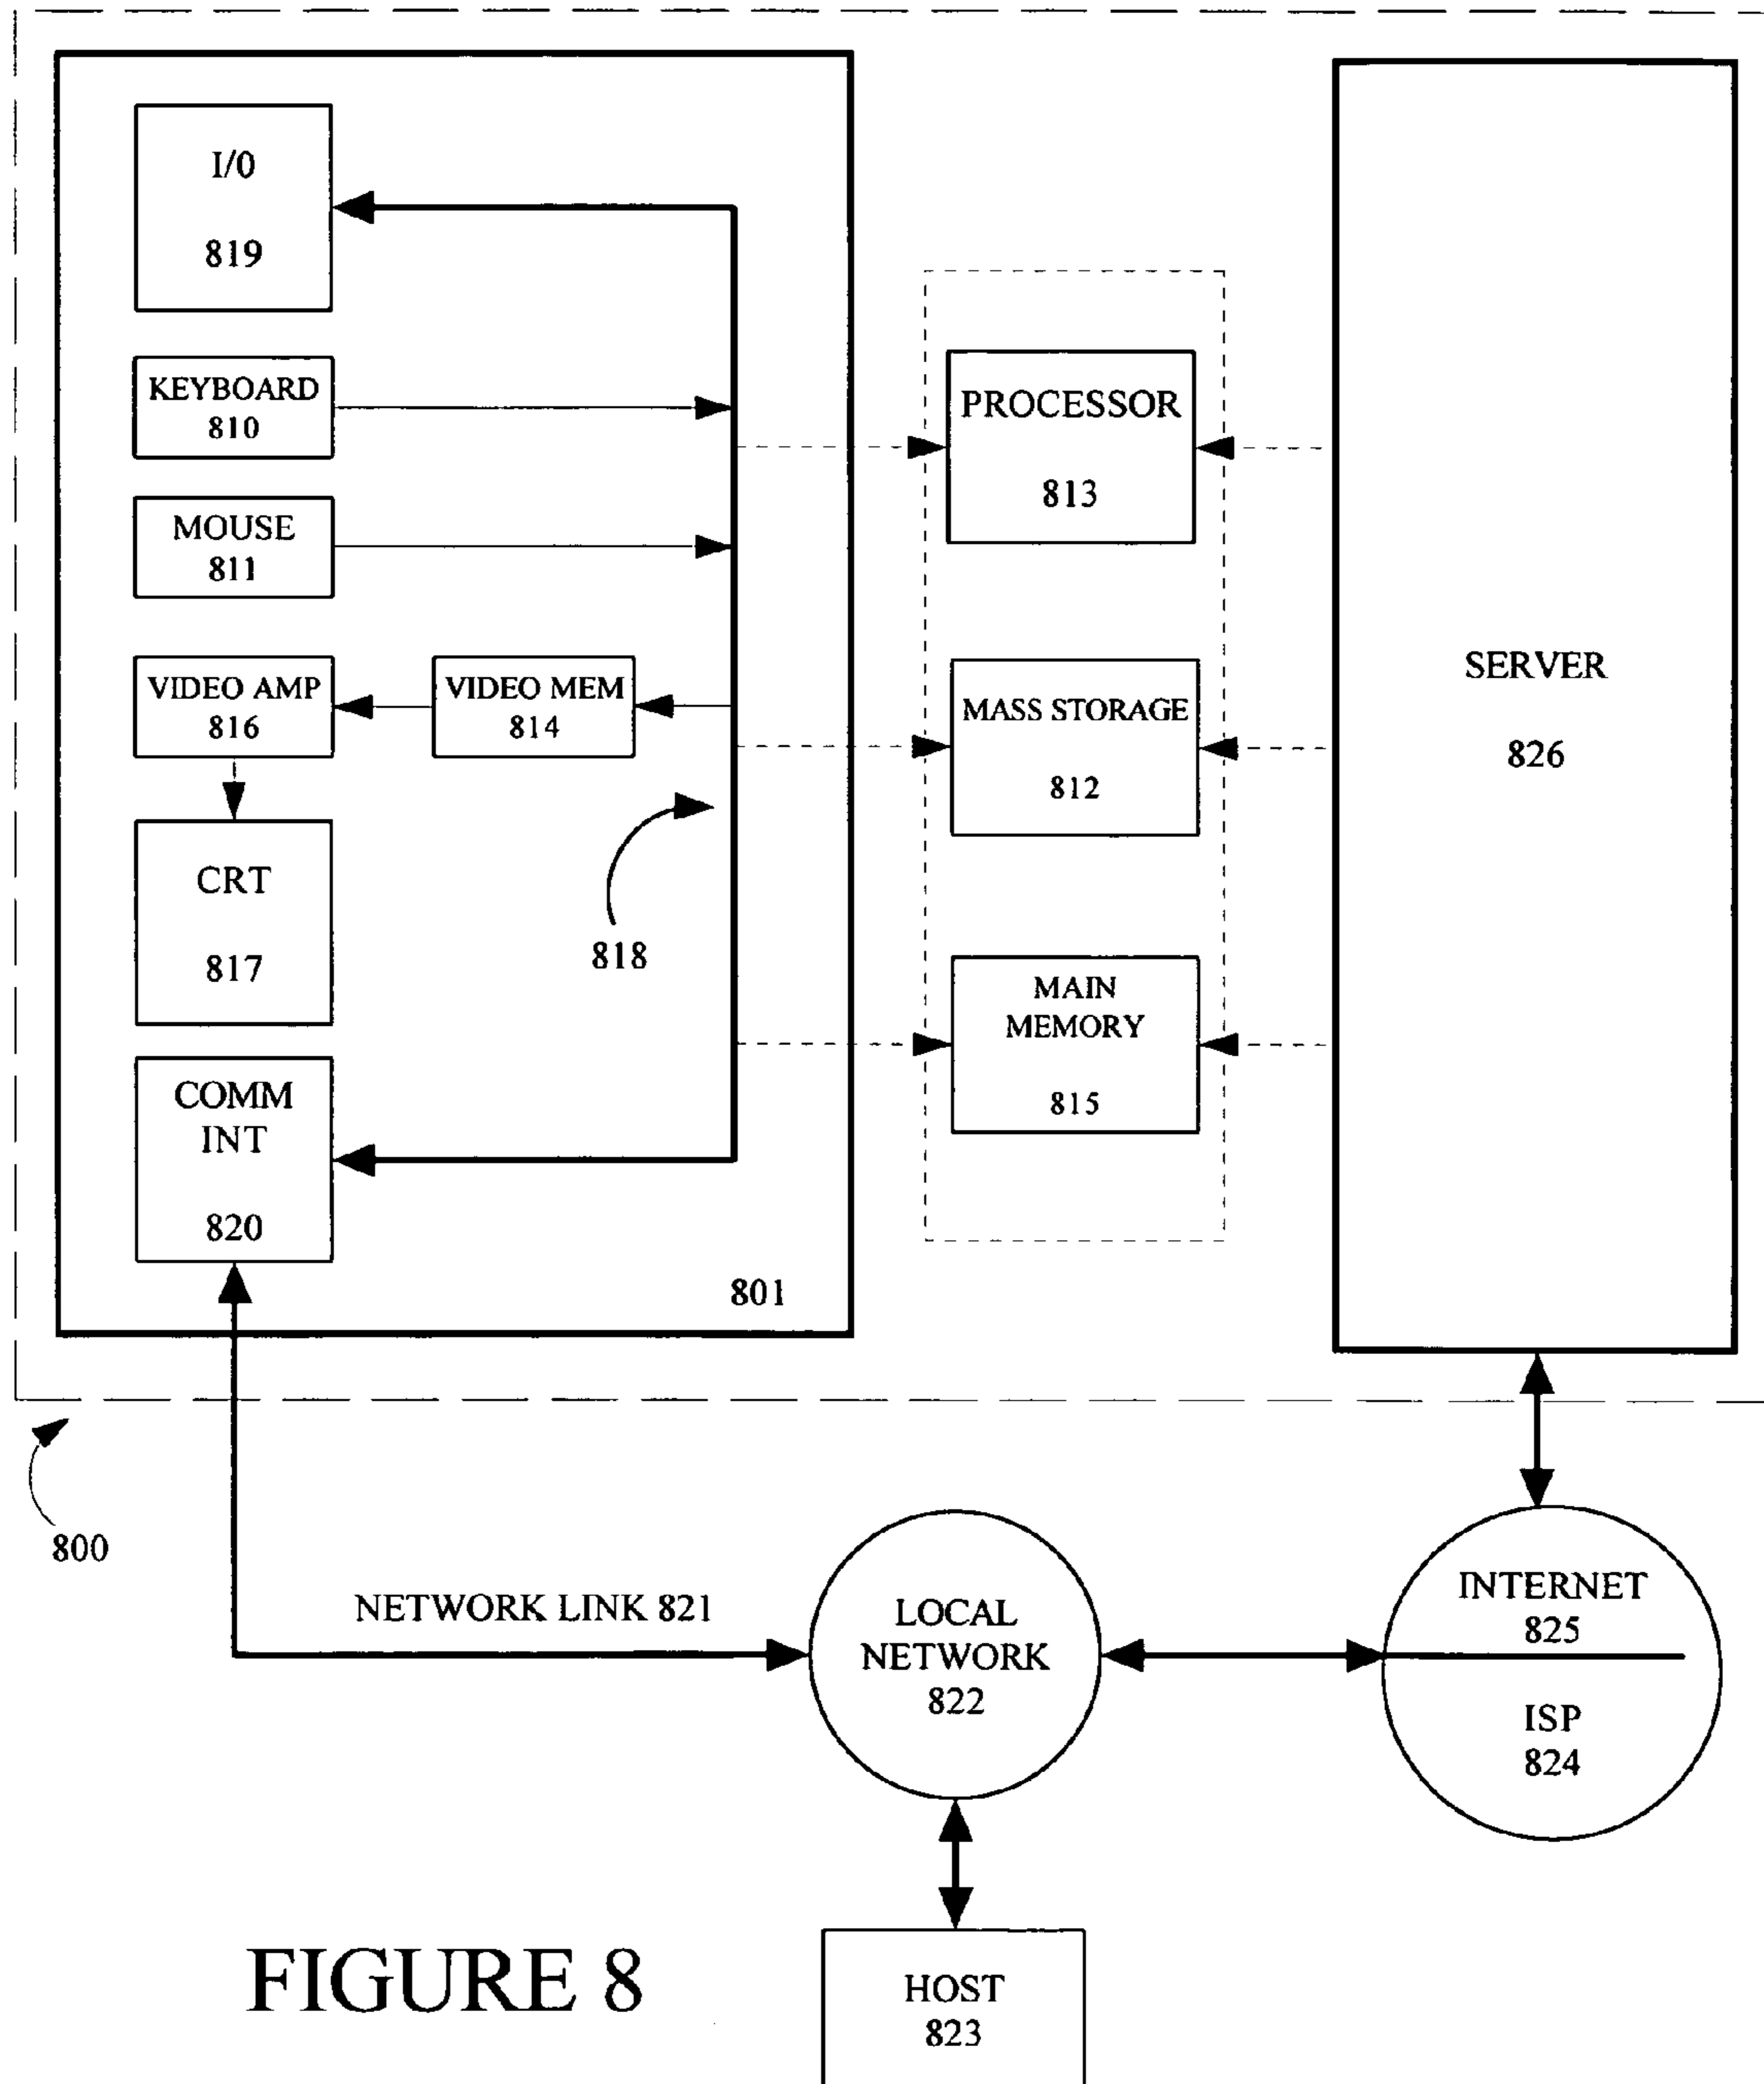 I/0
819
KEYBOARD
810
MOUSE
811
VIDEO AMP
816
VIDEO MEM
814
CRT
817
818
COMM
INT
820
801
PROCESSOR
813
MASS STORAGE
812
MAIN
MEMORY
815
SERVER
826
800
NETWORK LINK 821
LOCAL
NETWORK
822
INTERNET
825
ISP
824
HOST
823
FIGURE 8